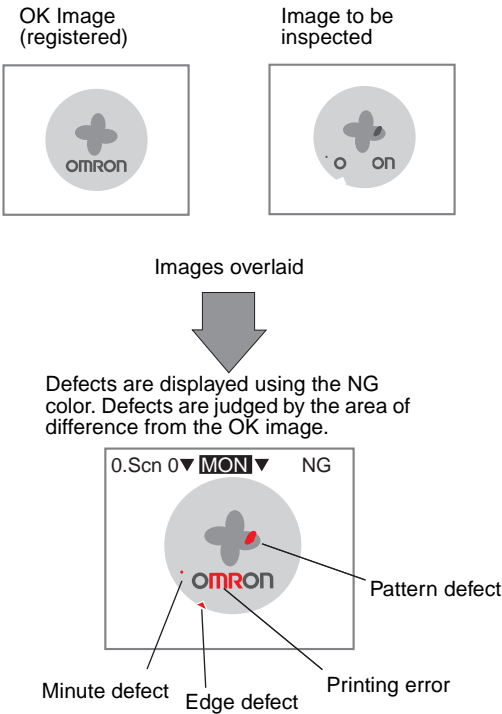 OK Image
(registered)
Image to be
inspected
OMRON
O on
Images overlaid
Defects are displayed using the NG
color. Defects are judged by the area of
difference from the OK image.
0.Scn 0▼ MON ▼ NG
OMRON
Pattern defect
Printing error
Edge defect
Minute defect